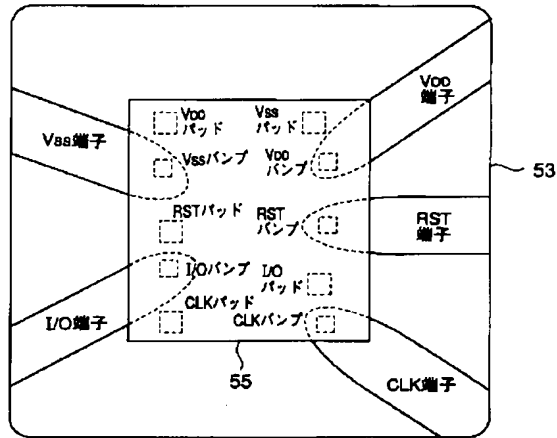 VDD
パッド
VSS
パッド
VDD
端子
VSS端子
VSSバンプ
VDD
バンプ
53
RSTパッド
RST
バンプ
RST
端子
I/Oバンプ
I/O
パッド
CLKパッド
I/O端子
CLKバンプ
55
CLK端子